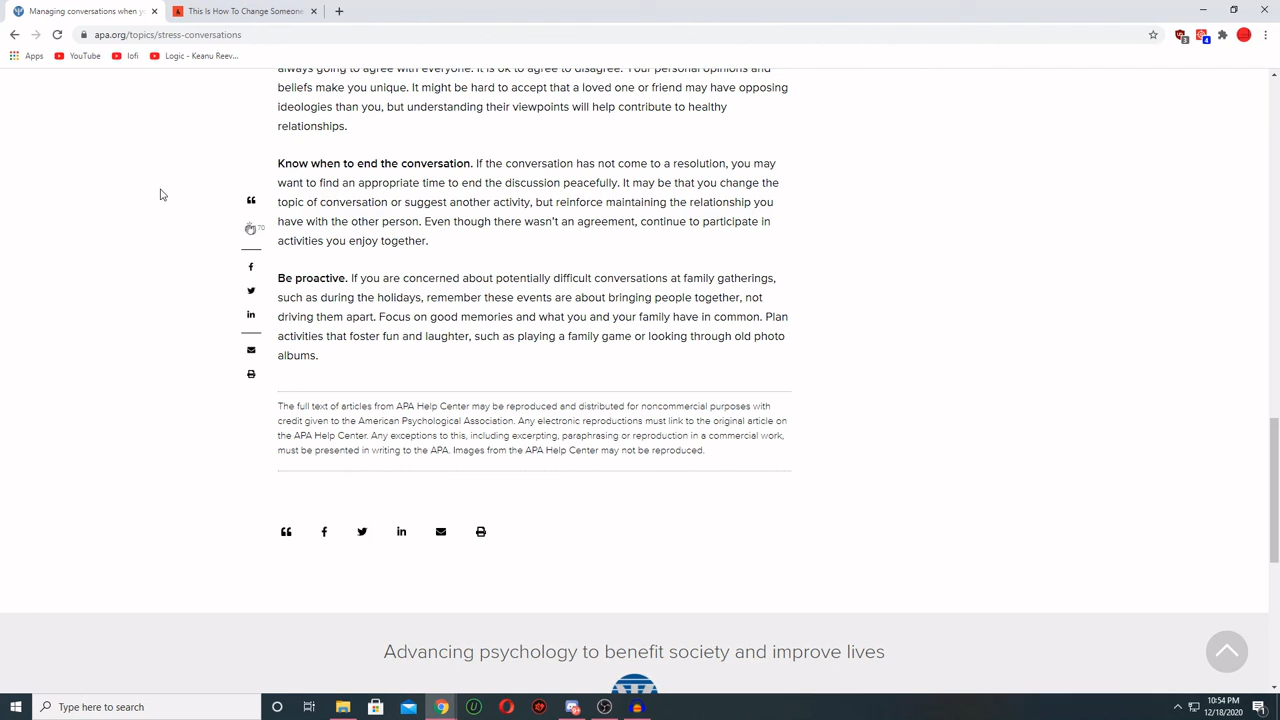 Managing conversations when y
This Is How To Change Someone
apa.org/topics/stress-conversations
Apps
YouTube
lofi
Logic - Keanu Reev...
3
4
always going to agree with everyone. It is ok to agree to disagree. Your personal opinions and
beliefs make you unique. It might be hard to accept that a loved one or friend may have opposing
ideologies than you, but understanding their viewpoints will help contribute to healthy
relationships.
Know when to end the conversation. If the conversation has not come to a resolution, you may
want to find an appropriate time to end the discussion peacefully. It may be that you change the
topic of conversation or suggest another activity, but reinforce maintaining the relationship you
have with the other person. Even though there wasn't an agreement, continue to participate in
activities you enjoy together.
70
Be proactive. If you are concerned about potentially difficult conversations at family gatherings,
such as during the holidays, remember these events are about bringing people together, not
driving them apart. Focus on good memories and what you and your family have in common. Plan
activities that foster fun and laughter, such as playing a family game or looking through old photo
albums.
The full text of articles from APA Help Center may be reproduced and distributed for noncommercial purposes with
credit given to the American Psychological Association. Any electronic reproductions must link to the original article on
the APA Help Center. Any exceptions to this, including excerpting, paraphrasing or reproduction in a commercial work,
must be presented in writing to the APA. Images from the APA Help Center may not be reproduced.
Advancing psychology to benefit society and improve lives
Type here to search
10:54 PM
12/18/2020
1